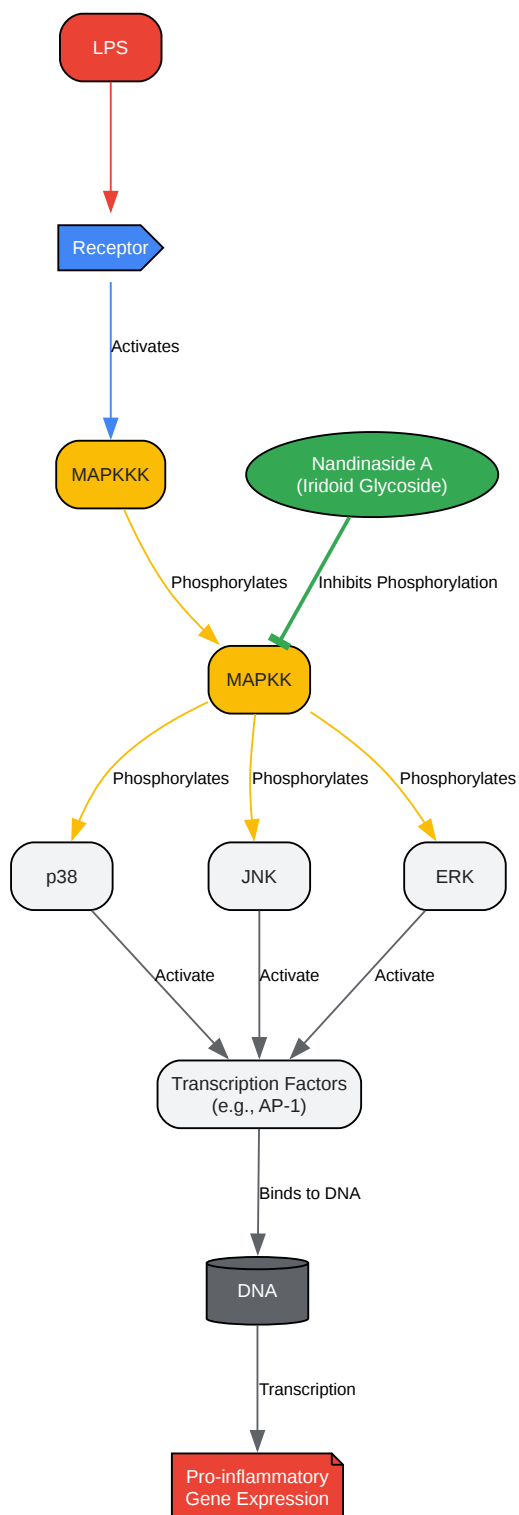 LPS
Receptor
Activates
MAPKKK
Nandinaside A
(Iridoid Glycoside)
Phosphorylates
Inhibits Phosphorylation
MAPKK
Phosphorylates
Phosphorylates
Phosphorylates
p38
JNK
ERK
Activate
Activate
Activate
Transcription Factors
(e.g., AP-1)
Binds to DNA
DNA
Transcription
Pro-inflammatory
Gene Expression